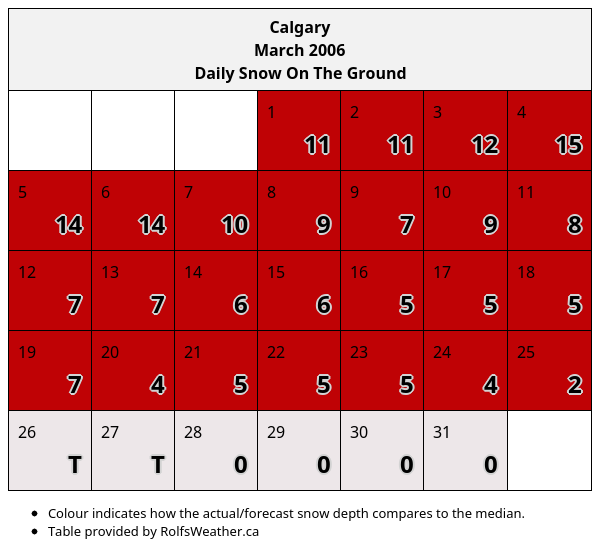 Calgary
March 2006
Daily Snow On The Ground
1 2 3 4
11 11 12 15
5 6 7 8 9 10 11
14 14 10 9 7 9 8
12 13 14 15 16 17 18
7 7 6 6 5 5 5
19 20 21 22 23 24 25
7 4 5 5 5 4 2
26 27 28 29 30 31
T T 0 0 0 0
Colour indicates how the actual/forecast snow depth compares to the median.
Table provided by RolfsWeather.ca